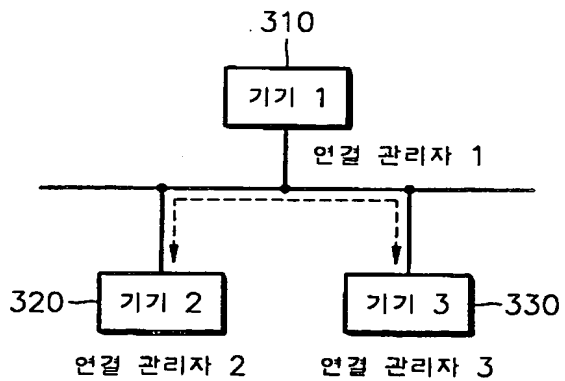 310
기기 1
연결 관리자 1
320
기기 2
기기 3
330
연결 관리자 2
연결 관리자 3